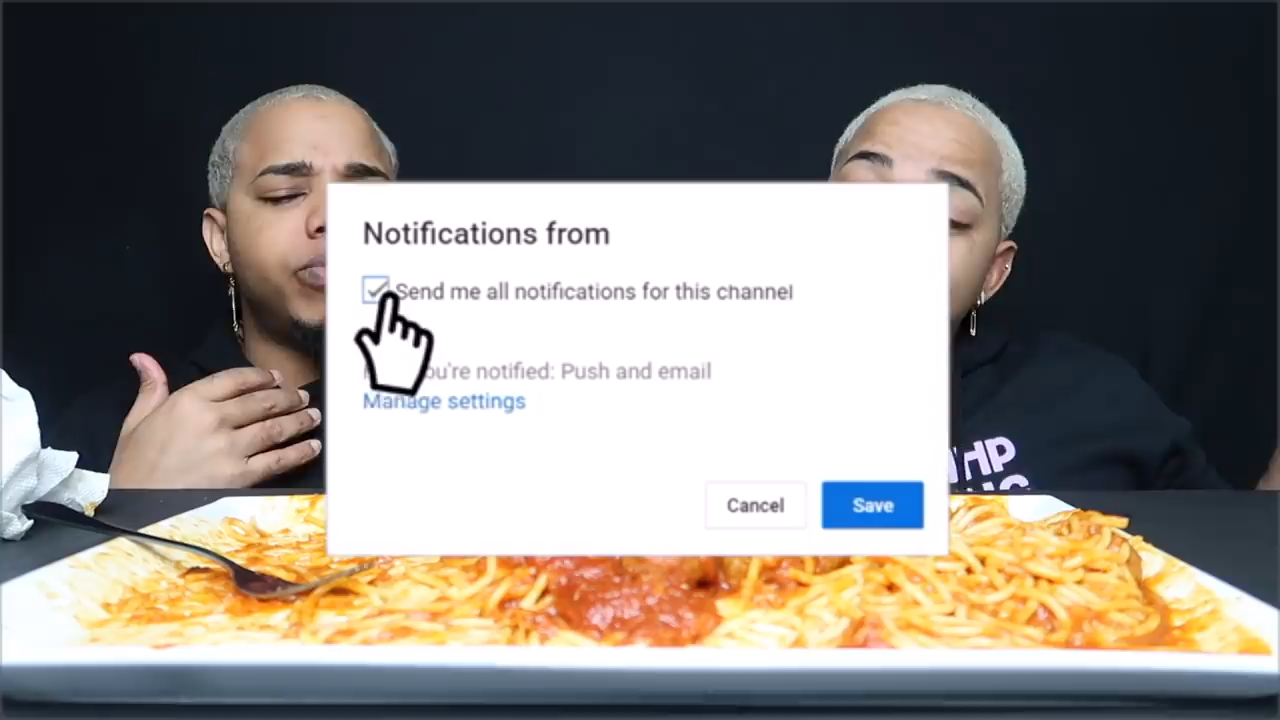 Notifications from
Send me all notifications for this channel
you're notified: Push and email
Manage settings
Cancel
Save
HP